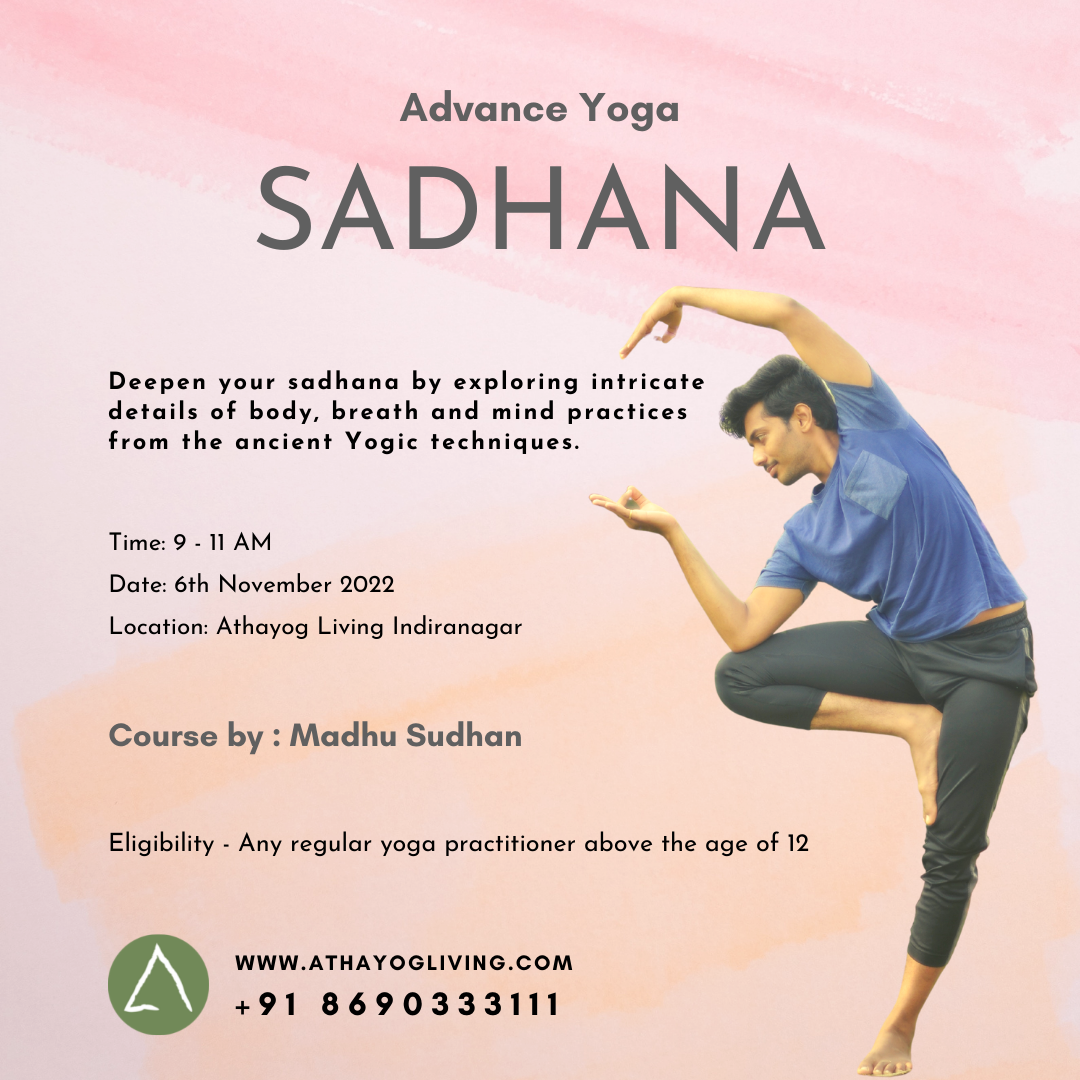 Advance Yoga
SADHANA
Deepen your sadhana by exploring intricate
details of body, breath and mind practices
from the ancient Yogic techniques.
Time: 9 - 11 AM
Date: 6th November 2022
Location: Athayog Living Indiranagar
Course by : Madhu Sudhan
Eligibility - Any regular yoga practitioner above the age of 12
WWW.ATHAYOGLIVING.COM
+91 8690333111